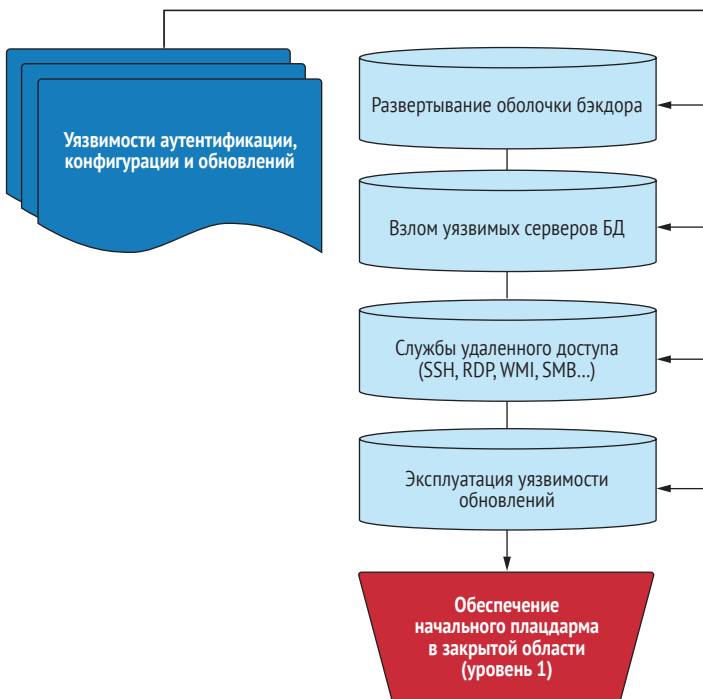 Уязвимости аутентификации,
конфигурации и обновлений
Развертывание оболочки бэкдора
Взлом уязвимых серверов БД
Службы удаленного доступа
(SSH, RDP, WMI, SMB...)
Эксплуатация уязвимости
обновлений
Обеспечение
начального плацдарма
в закрытой области
(уровень 1)